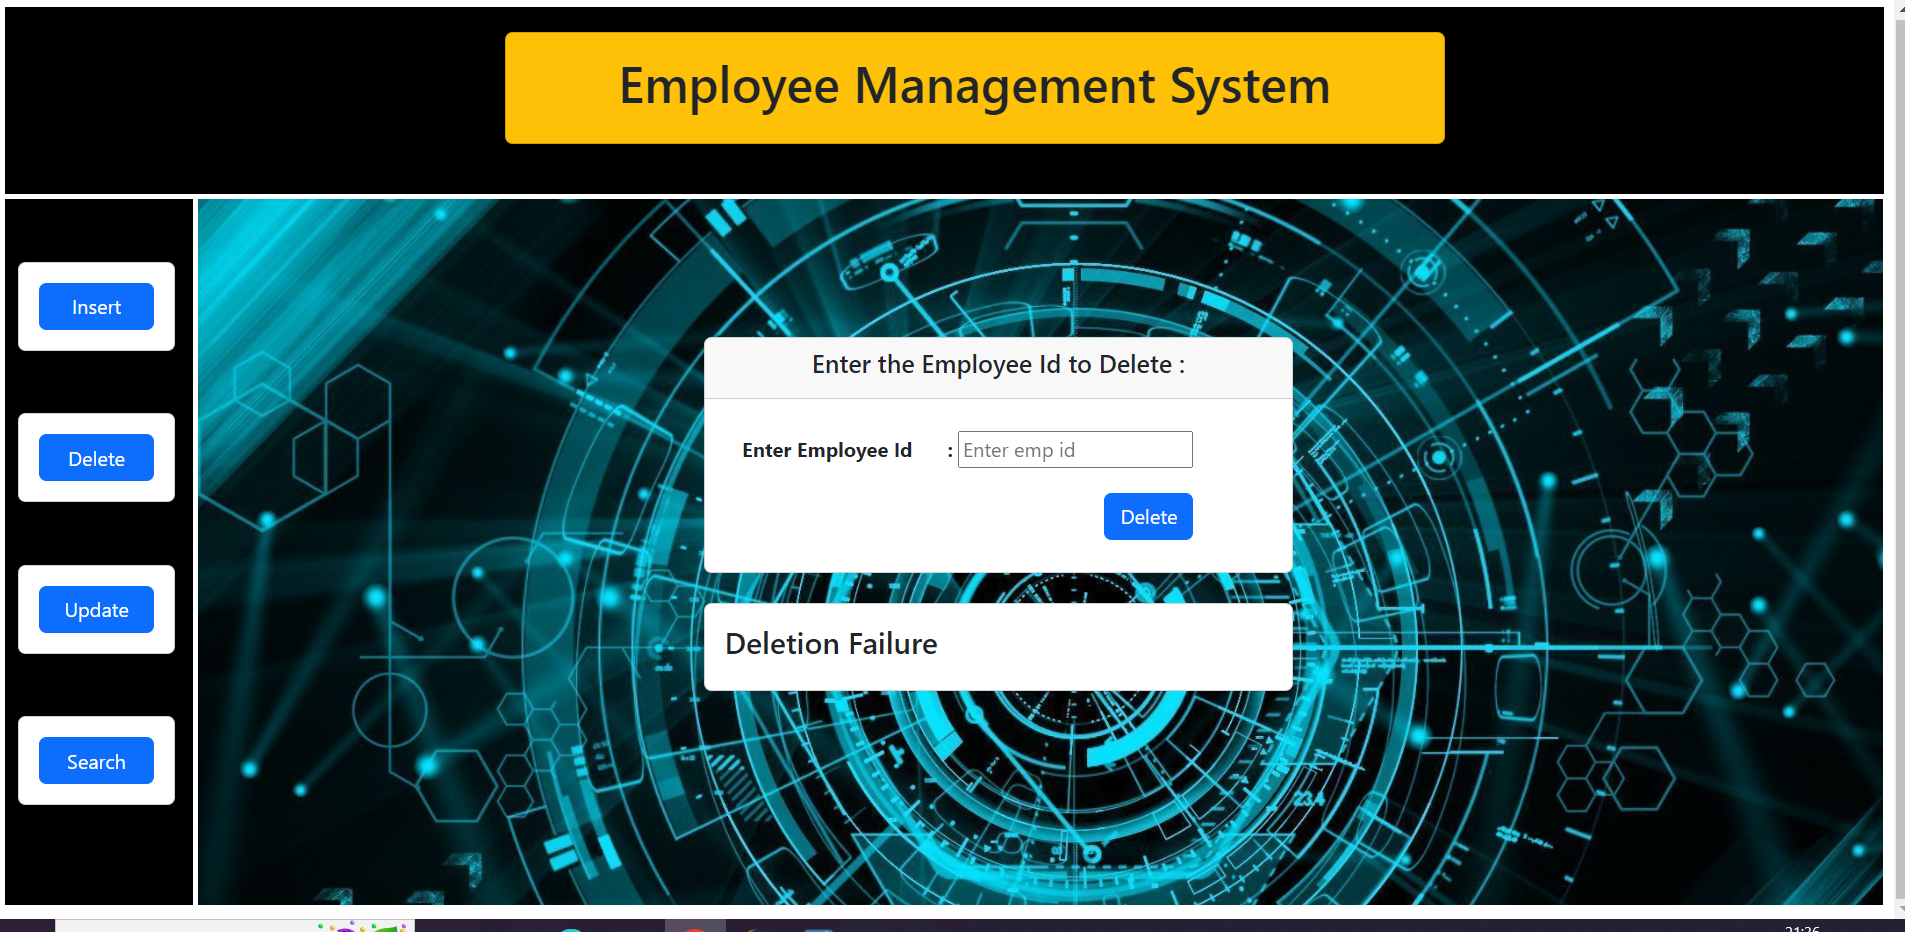 Employee Management System
Insert
Delete
Update
Search
Enter the Employee Id to Delete :
Enter Employee Id : Enter emp id
Delete
Deletion Failure
234